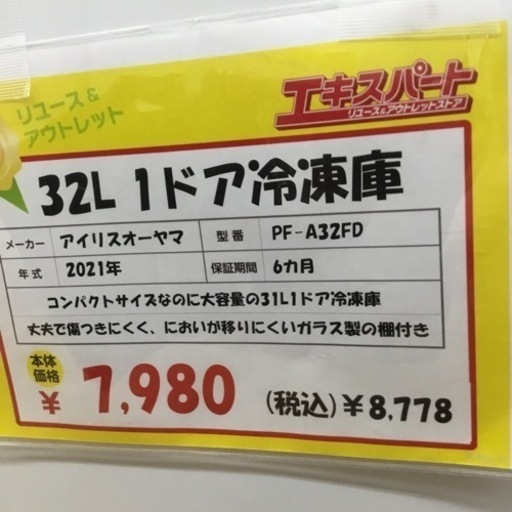 リユース&
アウトレット
エキスパート
リユース&アウトレットストア
32L 1ドア冷凍庫
メーカー アイリスオーヤマ 型番 PF-A32FD
年式 2021年 保証期間 6カ月
コンパクトサイズなのに大容量の31L1ドア冷凍庫
丈夫で傷つきにくく、においが移りにくいガラス製の棚付き
本体
価格
¥ 7,980 (税込)¥8,778